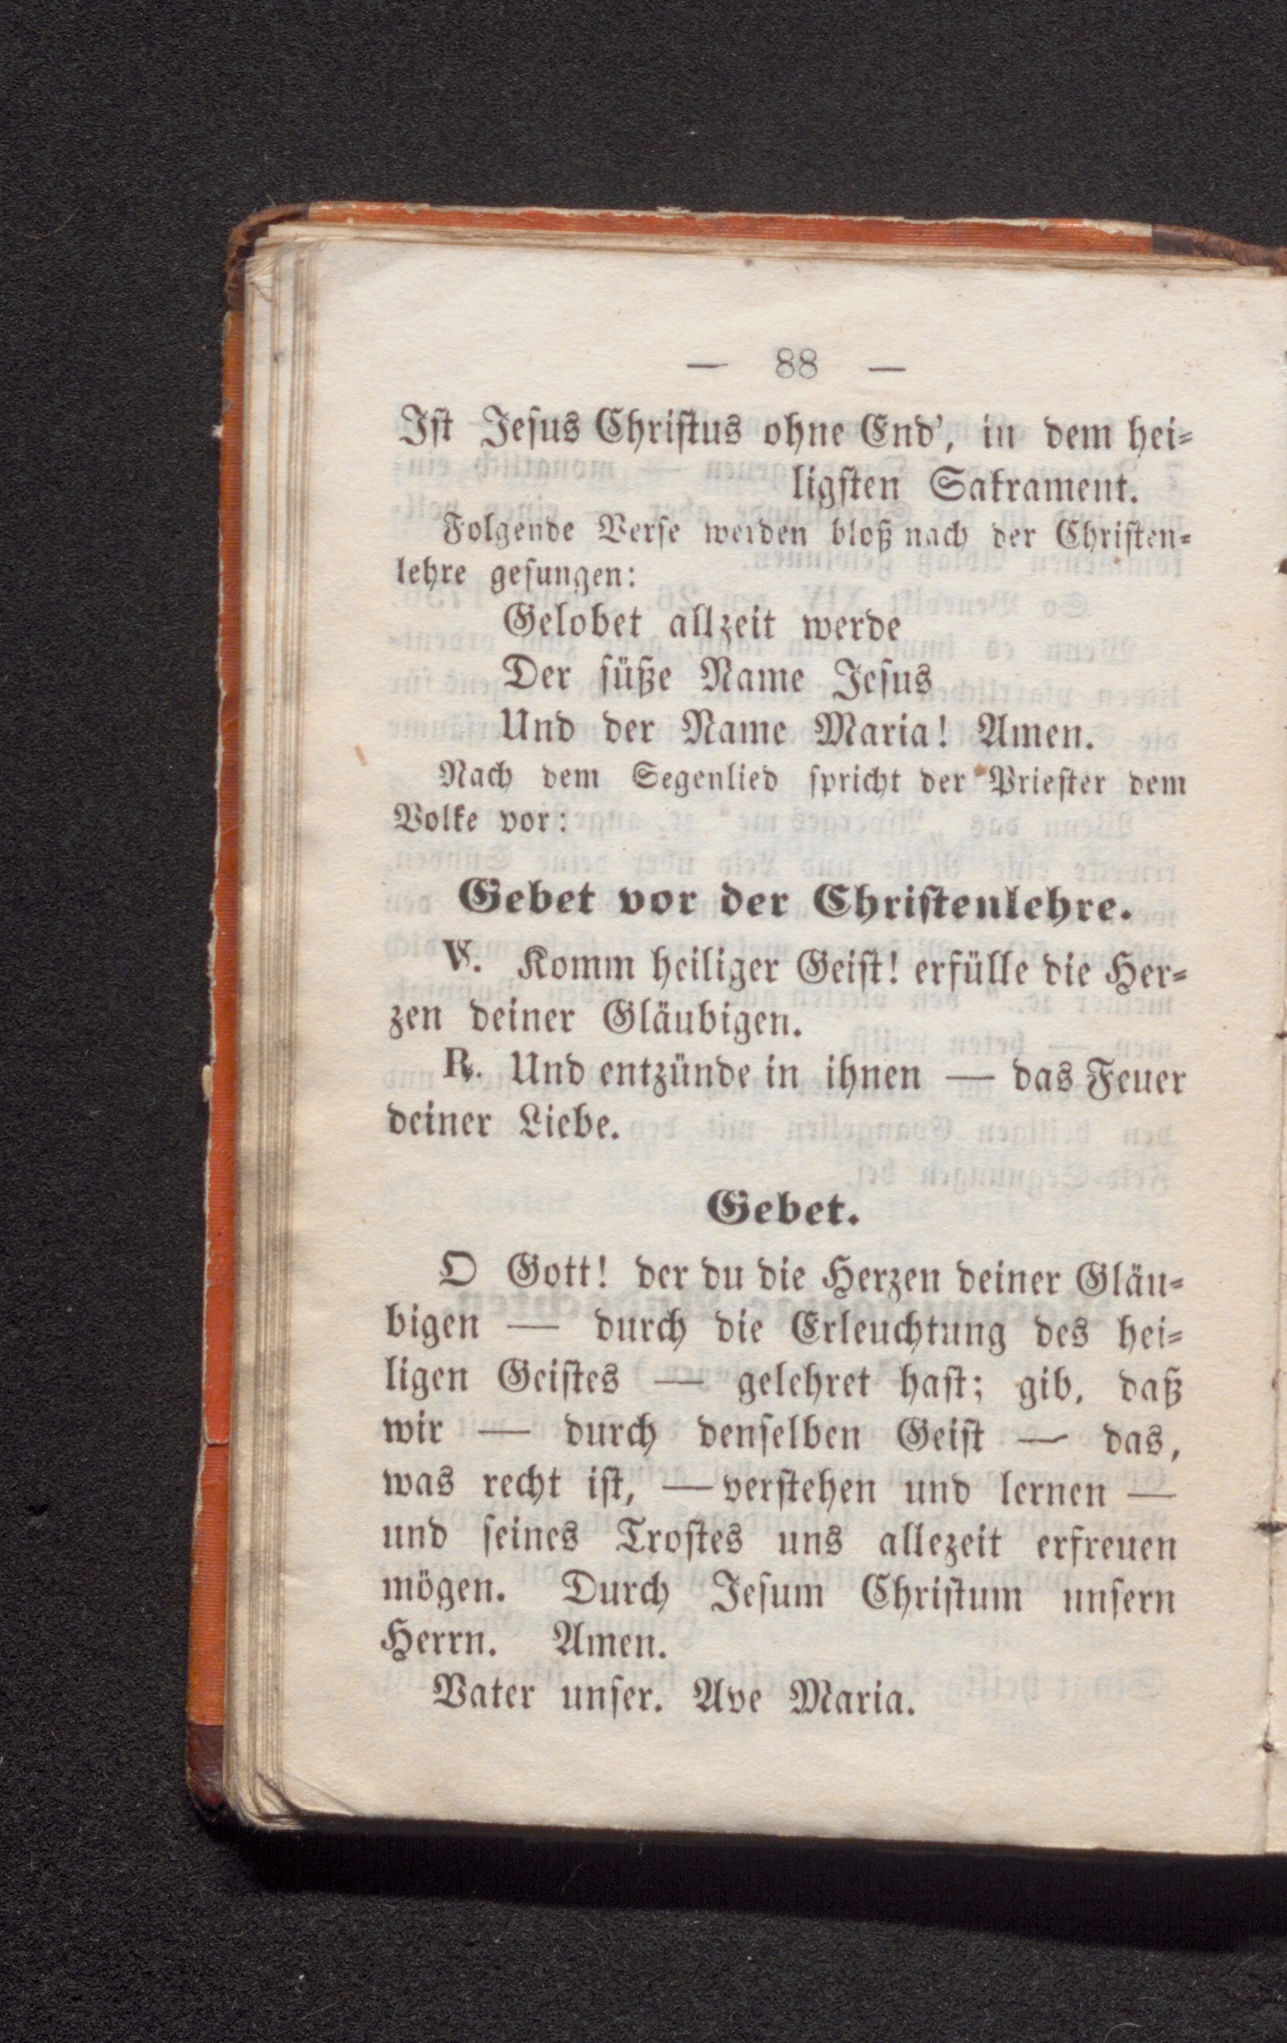 — 88 —
Ist Jesus Christus ohne End', in dem hei-
ligsten Sakrament.
Folgende Verse werden bloß nach der Christen-
lehre gesungen:
Gelobet allzeit werde
Der süße Name Jesus
Und der Name Maria! Amen.
Nach dem Segenlied spricht der Priester dem
Volke vor:
Gebet vor der Christenlehre.
℣. Komm heiliger Geist! erfülle die Her-
zen deiner Gläubigen.
℟. Und entzünde in ihnen — das Feuer
deiner Liebe.
Gebet.
O Gott! der du die Herzen deiner Gläu-
bigen — durch die Erleuchtung des hei-
ligen Geistes — gelehret hast; gib, daß
wir — durch denselben Geist — das,
was recht ist, — verstehen und lernen —
und seines Trostes uns allezeit erfreuen
mögen. Durch Jesum Christum unsern
Herrn. Amen.
Vater unser. Ave Maria.